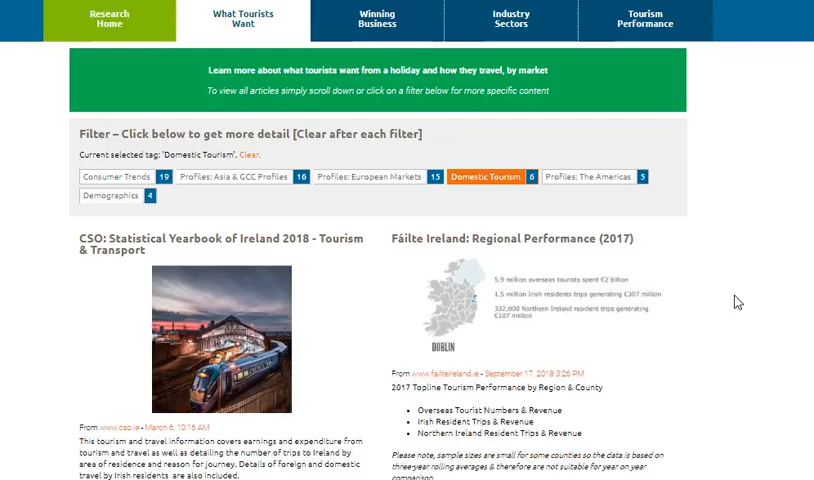 Research Home
What Tourists Want
Winning Business
Industry Sectors
Tourism Performance
Learn more about what tourists want from a holiday and how they travel, by market
To view all articles simply scroll down or click on a filter below for more specific content
Filter – Click below to get more detail [Clear after each filter]
Current selected tag: 'Domestic Tourism'. Clear.
Consumer Trends 19 Profiles: Asia & GCC Profiles 16 Profiles: European Markets 15 Domestic Tourism 6 Profiles: The Americas 5
Demographics 4
CSO: Statistical Yearbook of Ireland 2018 - Tourism
& Transport
From www.cso.ie - March 6, 10:16 AM
This tourism and travel information covers earnings and expenditure from
tourism and travel as well as detailing the number of trips to Ireland by
area of residence and reason for journey. Details of foreign and domestic
travel by Irish residents are also included.
Fáilte Ireland: Regional Performance (2017)
5.9 million overseas tourists spent €2 billion
1.5 million Irish residents trips generating €307 million
332,000 Northern Ireland resident trips generating
€107 million
DUBLIN
From www.failteireland.ie - September 17, 2018 3:26 PM
2017 Topline Tourism Performance by Region & County
• Overseas Tourist Numbers & Revenue
• Irish Resident Trips & Revenue
• Northern Ireland Resident Trips & Revenue
Please note, sample sizes are small for some counties so the data is based on
three-year rolling averages & therefore are not suitable for year on year
comparison